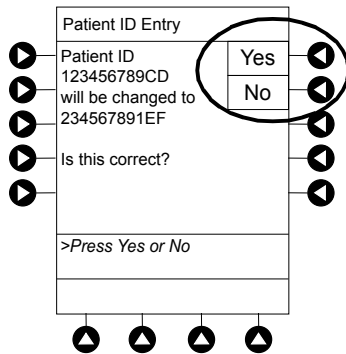 Patient ID Entry
Patient ID
123456789CD
will be changed to
234567891EF
Is this correct?
Yes
No
>Press Yes or No